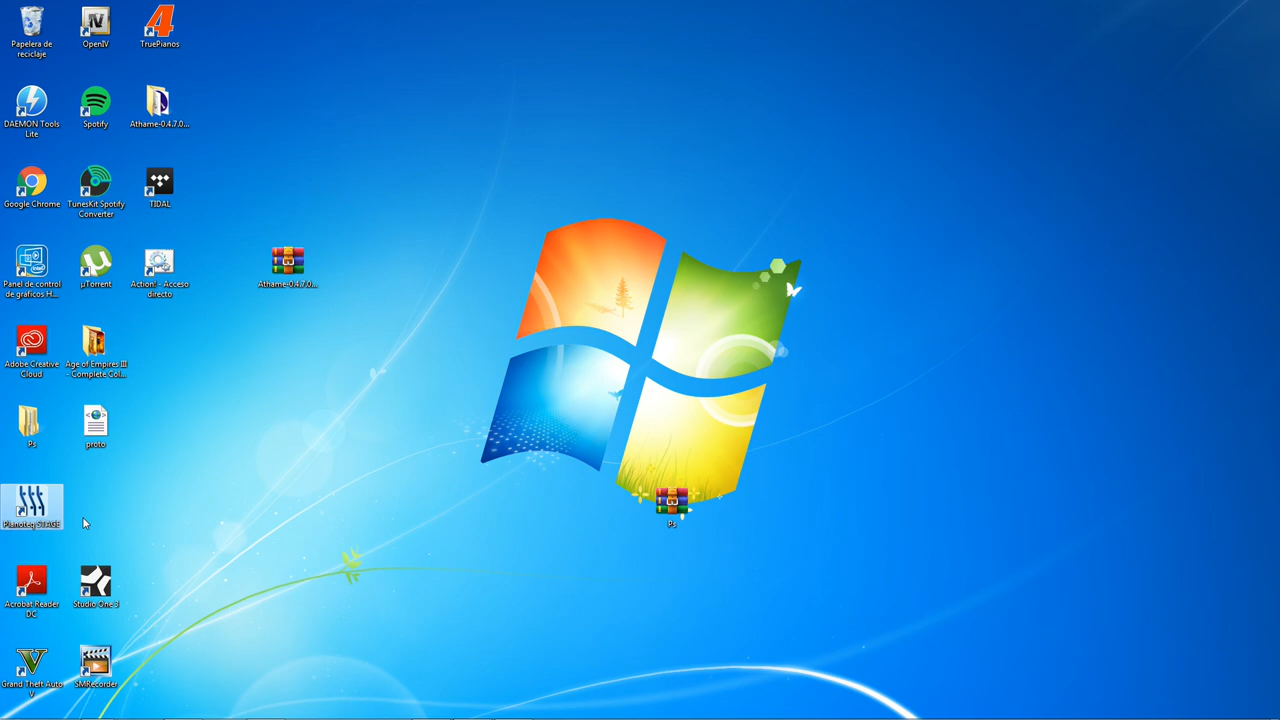 Papelera de
reciclaje
OpenIV
TruePianos
DAEMON Tools
Lite
Spotify
Athame-0.4.7.0...
Google Chrome
TunesKit Spotify
Converter
TIDAL
Panel de control
de gráficos H...
µTorrent
Action! - Acceso
directo
Athame-0.4.7.0...
Adobe Creative
Cloud
Age of Empires III
- Complete Col...
Ps
proto
Pianoteq STAGE
Ps
Acrobat Reader
DC
Studio One 3
Grand Theft Auto
V
SMRecorder